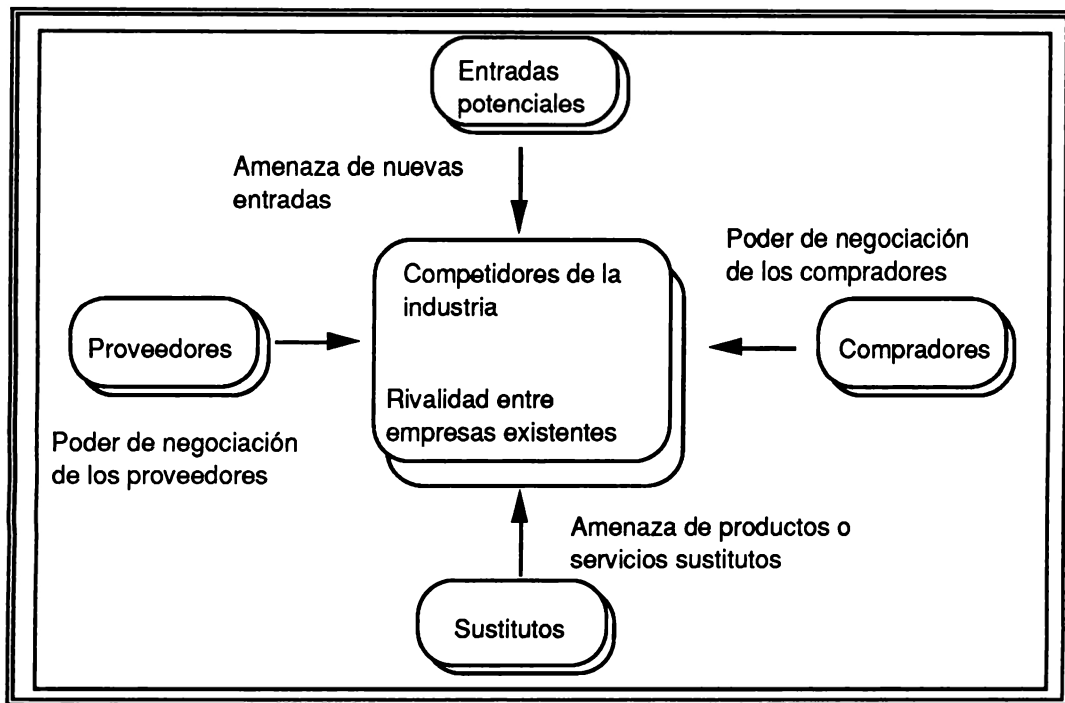 Entradas
potenciales
Amenaza de nuevas
entradas
Poder de negociación
de los compradores
Competidores de la
industria
Proveedores
Compradores
Rivalidad entre
empresas existentes
Poder de negociación
de los proveedores
Amenaza de productos o
servicios sustitutos
Sustitutos